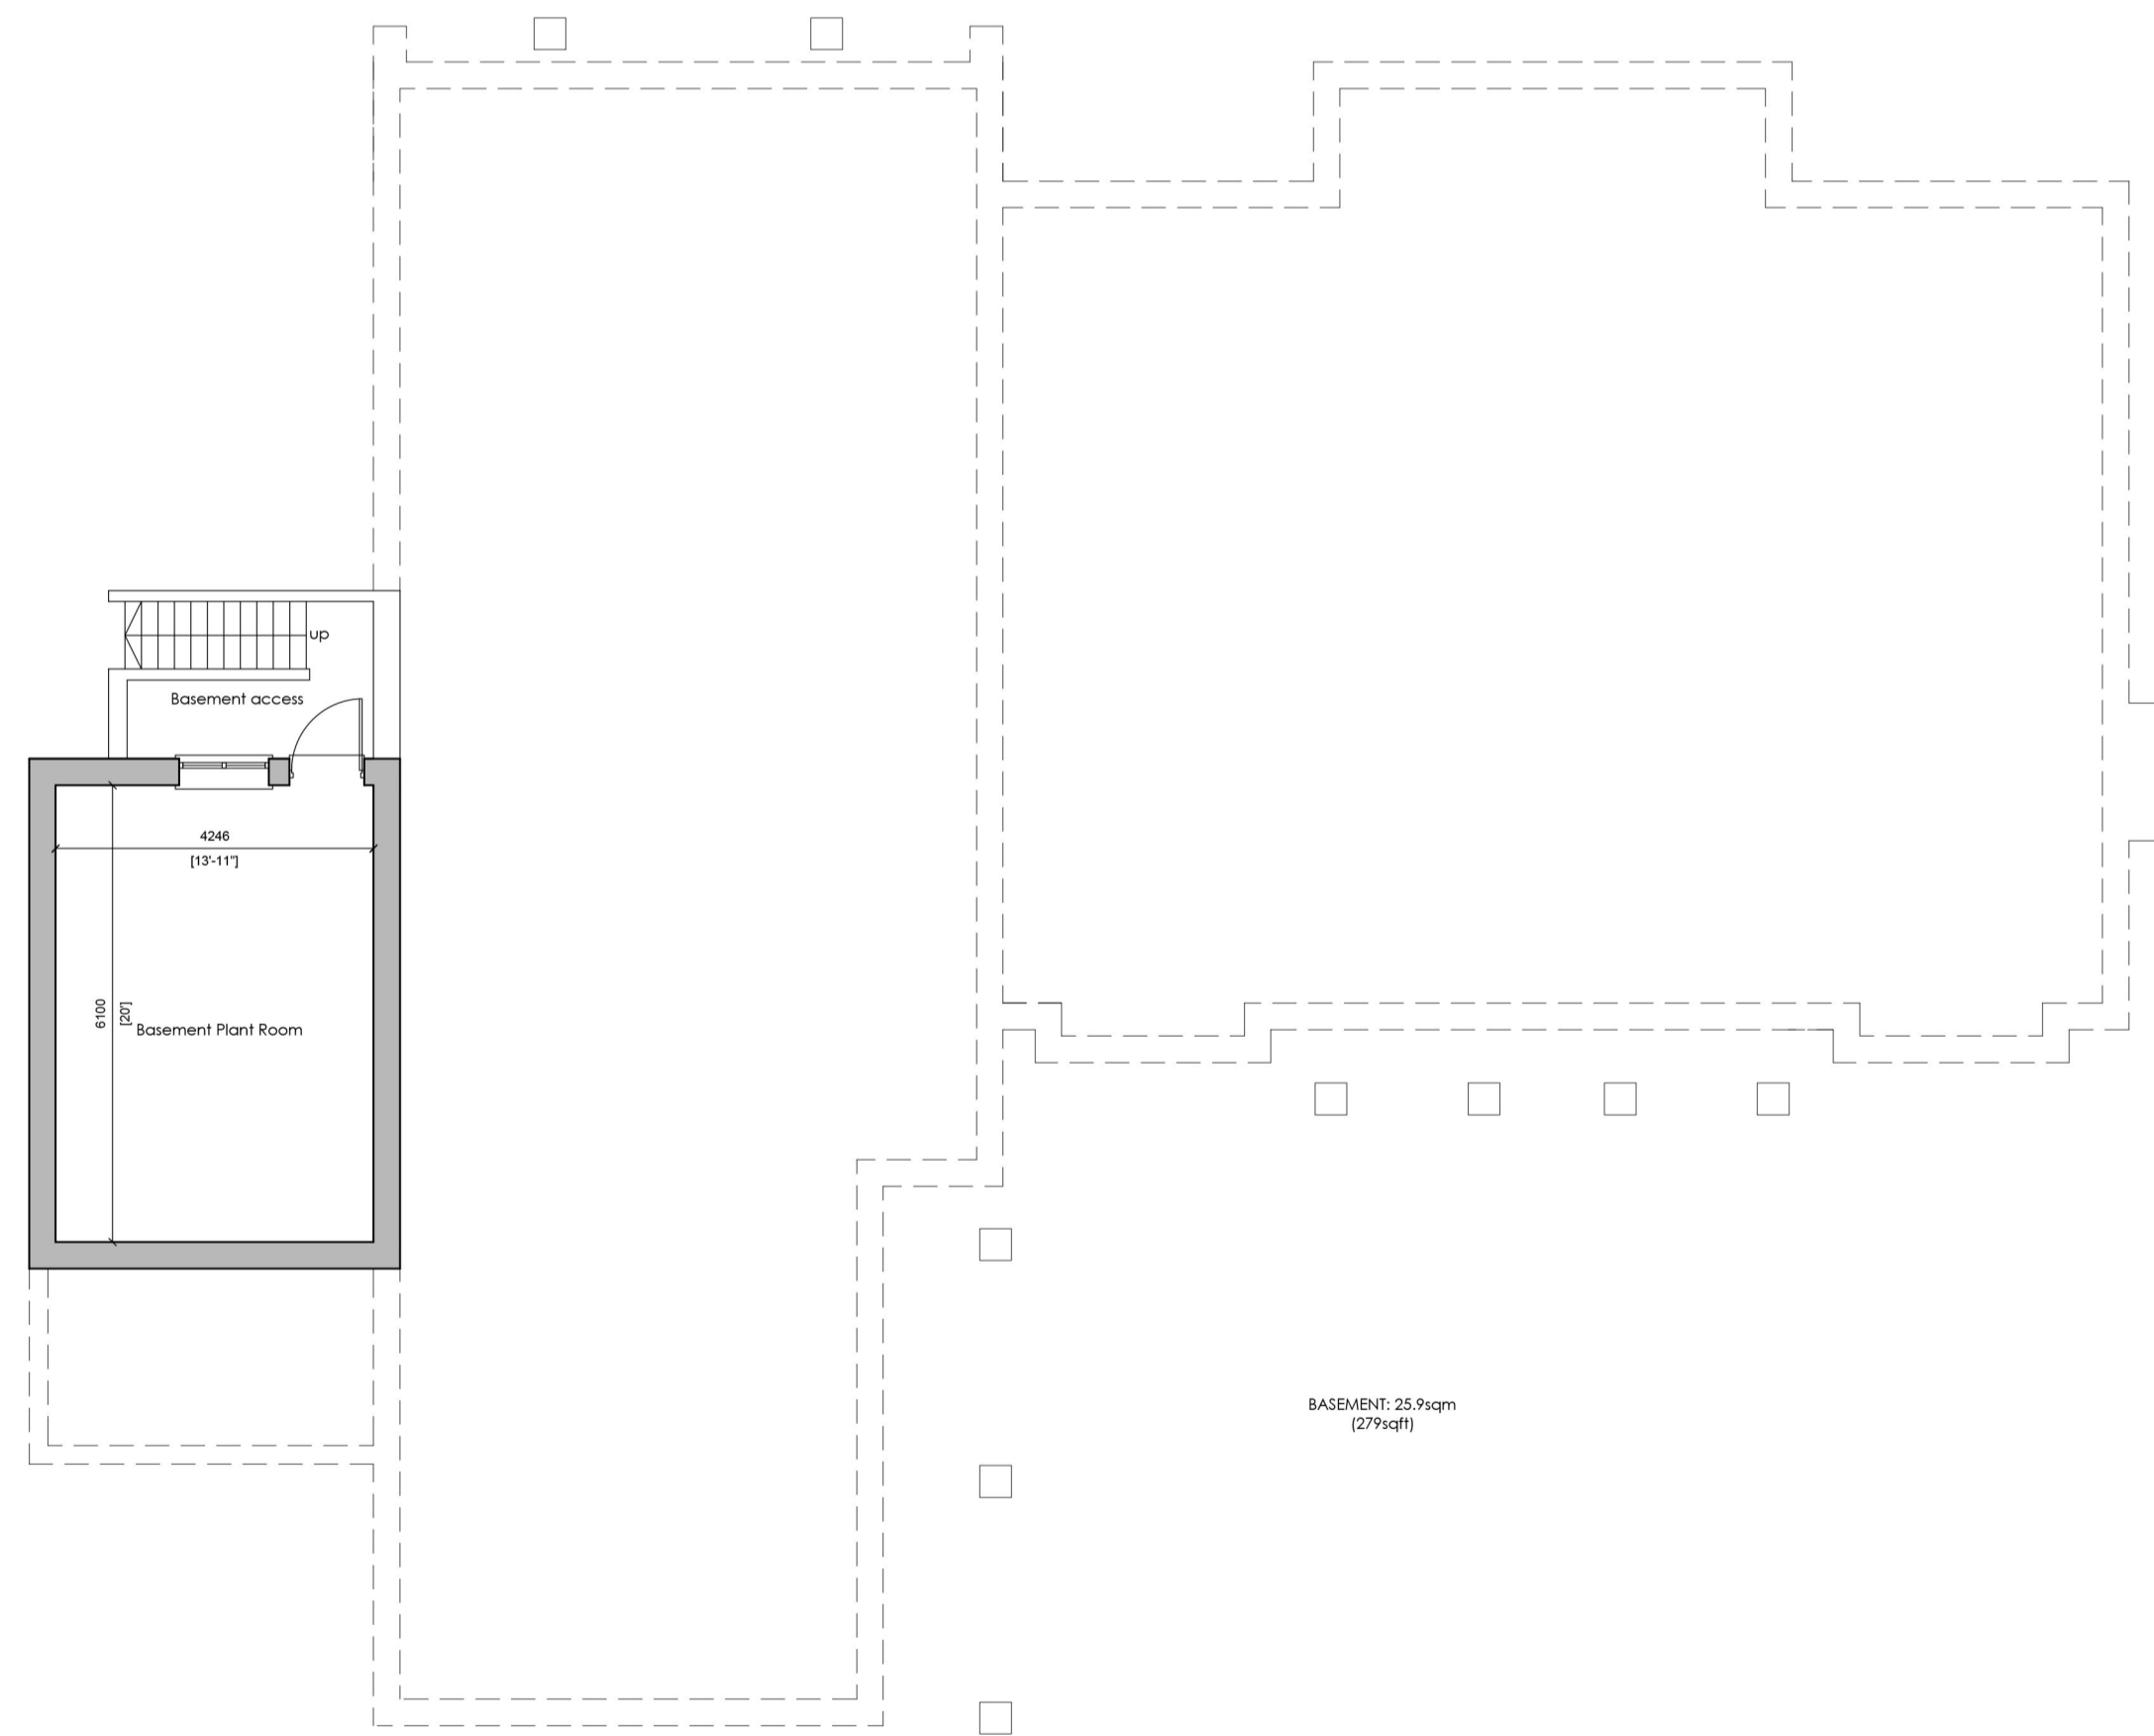 up
Basement access
4246
[13'-11"]
6100
[20']
Basement Plant Room
BASEMENT: 25.9sqm
(279sqft)